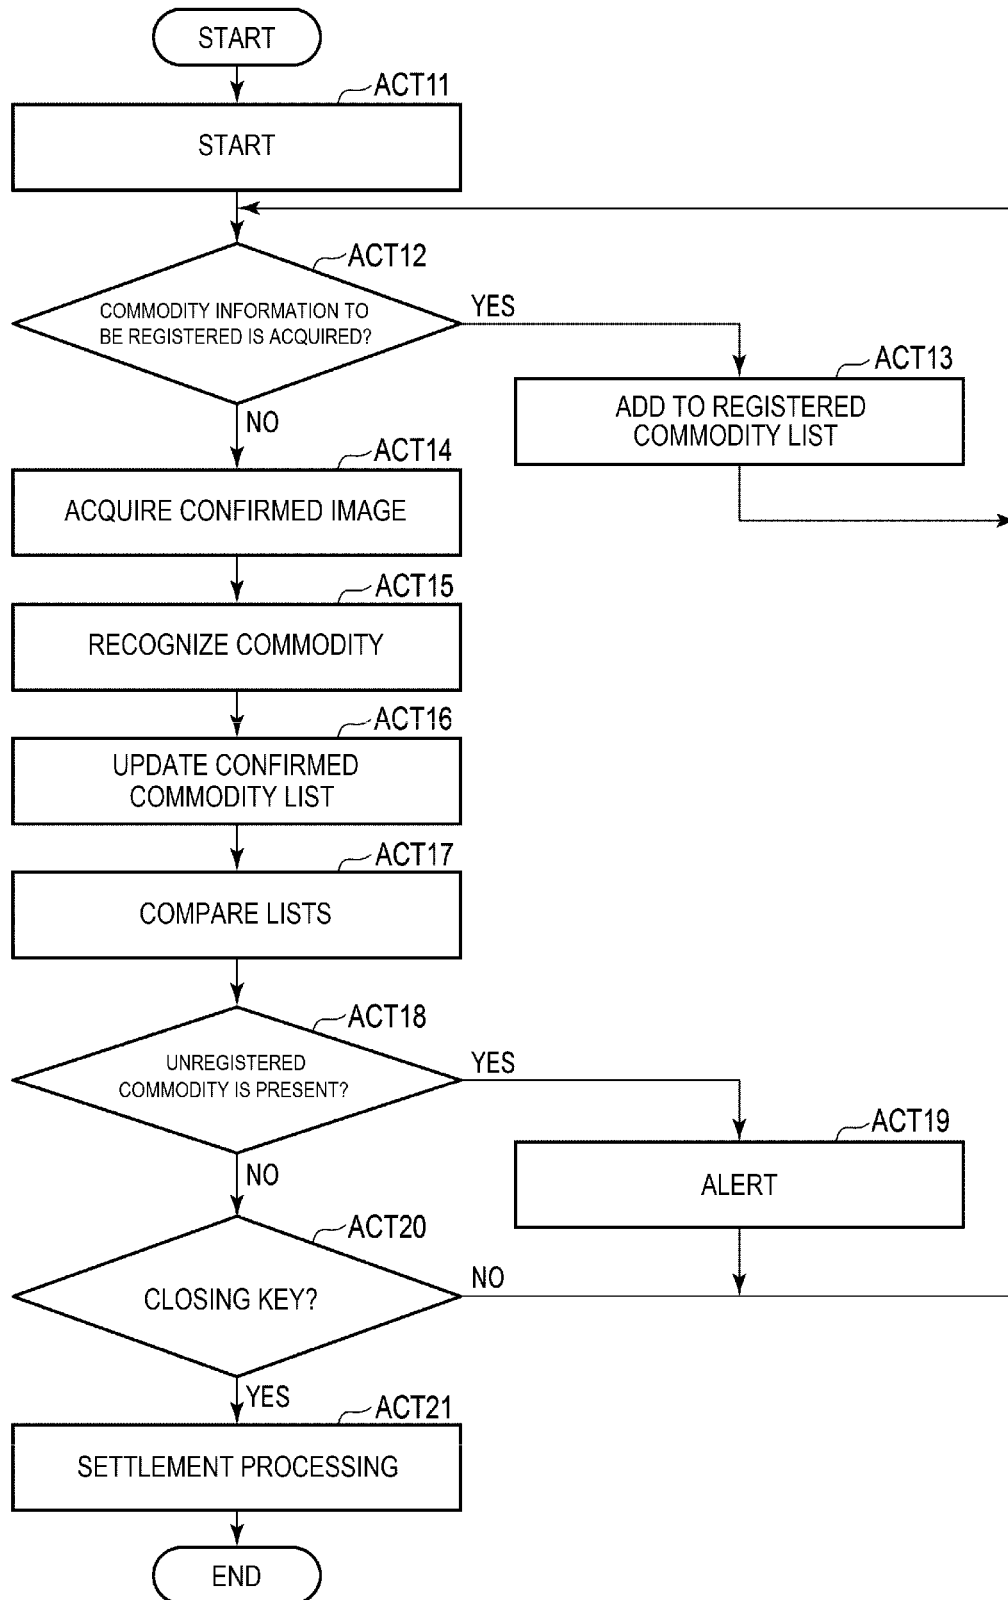 START
ACT11
START
ACT12
COMMODITY INFORMATION TO
BE REGISTERED IS ACQUIRED?
YES
ACT13
ADD TO REGISTERED
COMMODITY LIST
NO
ACT14
ACQUIRE CONFIRMED IMAGE
ACT15
RECOGNIZE COMMODITY
ACT16
UPDATE CONFIRMED
COMMODITY LIST
ACT17
COMPARE LISTS
ACT18
UNREGISTERED
COMMODITY IS PRESENT?
YES
ACT19
ALERT
NO
ACT20
CLOSING KEY?
NO
YES
ACT21
SETTLEMENT PROCESSING
END